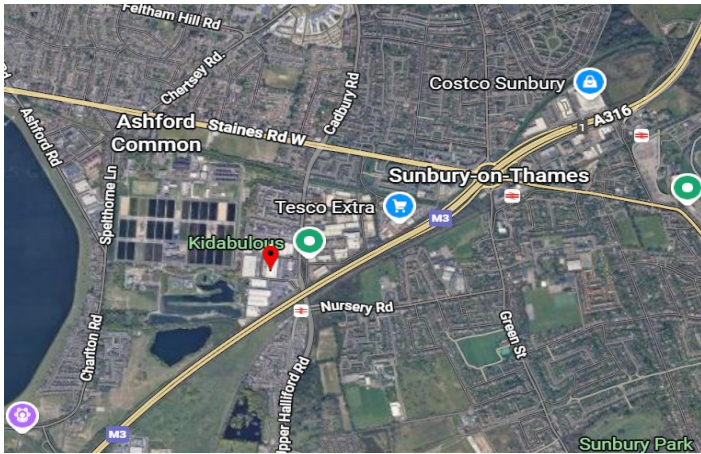 Feltham Hill Rd
Chertsey Rd.
Cadbury Rd
Costco Sunbury
Ashford Rd
Ashford
Common
Staines Rd W
1
A316
Spelthorne Ln
Sunbury-on-Thames
Tesco Extra
M3
Kidabulous
Nursery Rd
Charlton Rd
Green St
Upper Halliford Rd
M3
Sunbury Park